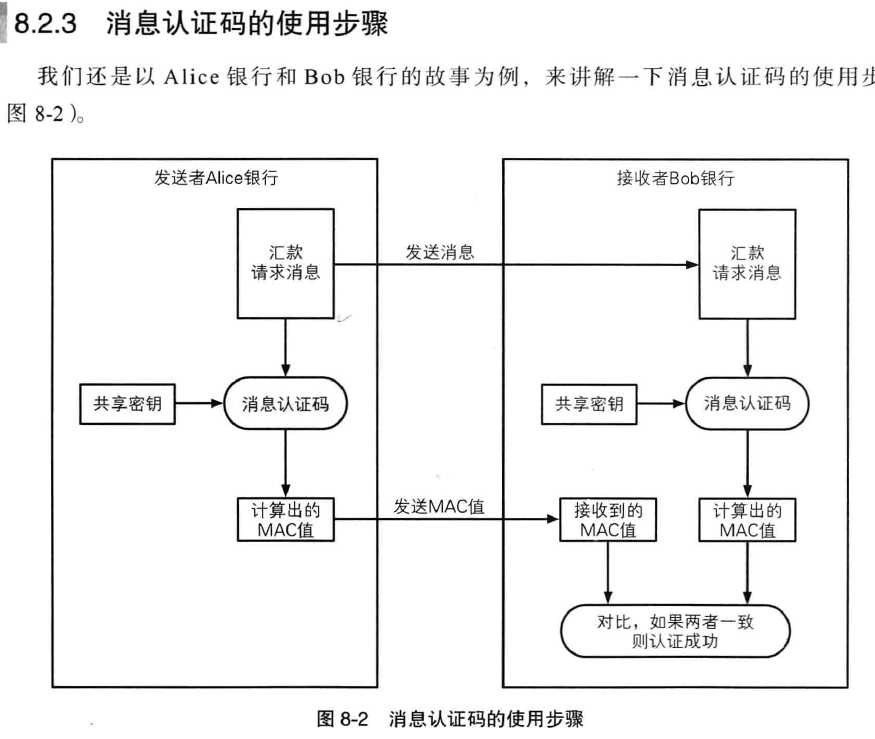 8.2.3 消息认证码的使用步骤
我们还是以 Alice 银行和 Bob 银行的故事为例，来讲解一下消息认证码的使用步
图 8-2）。
发送者Alice银行
接收者Bob银行
汇款
请求消息
发送消息
汇款
请求消息
共享密钥
消息认证码
共享密钥
消息认证码
计算出的
MAC值
发送MAC值
接收到的
MAC值
计算出的
MAC值
对比，如果两者一致
则认证成功
图 8-2 消息认证码的使用步骤